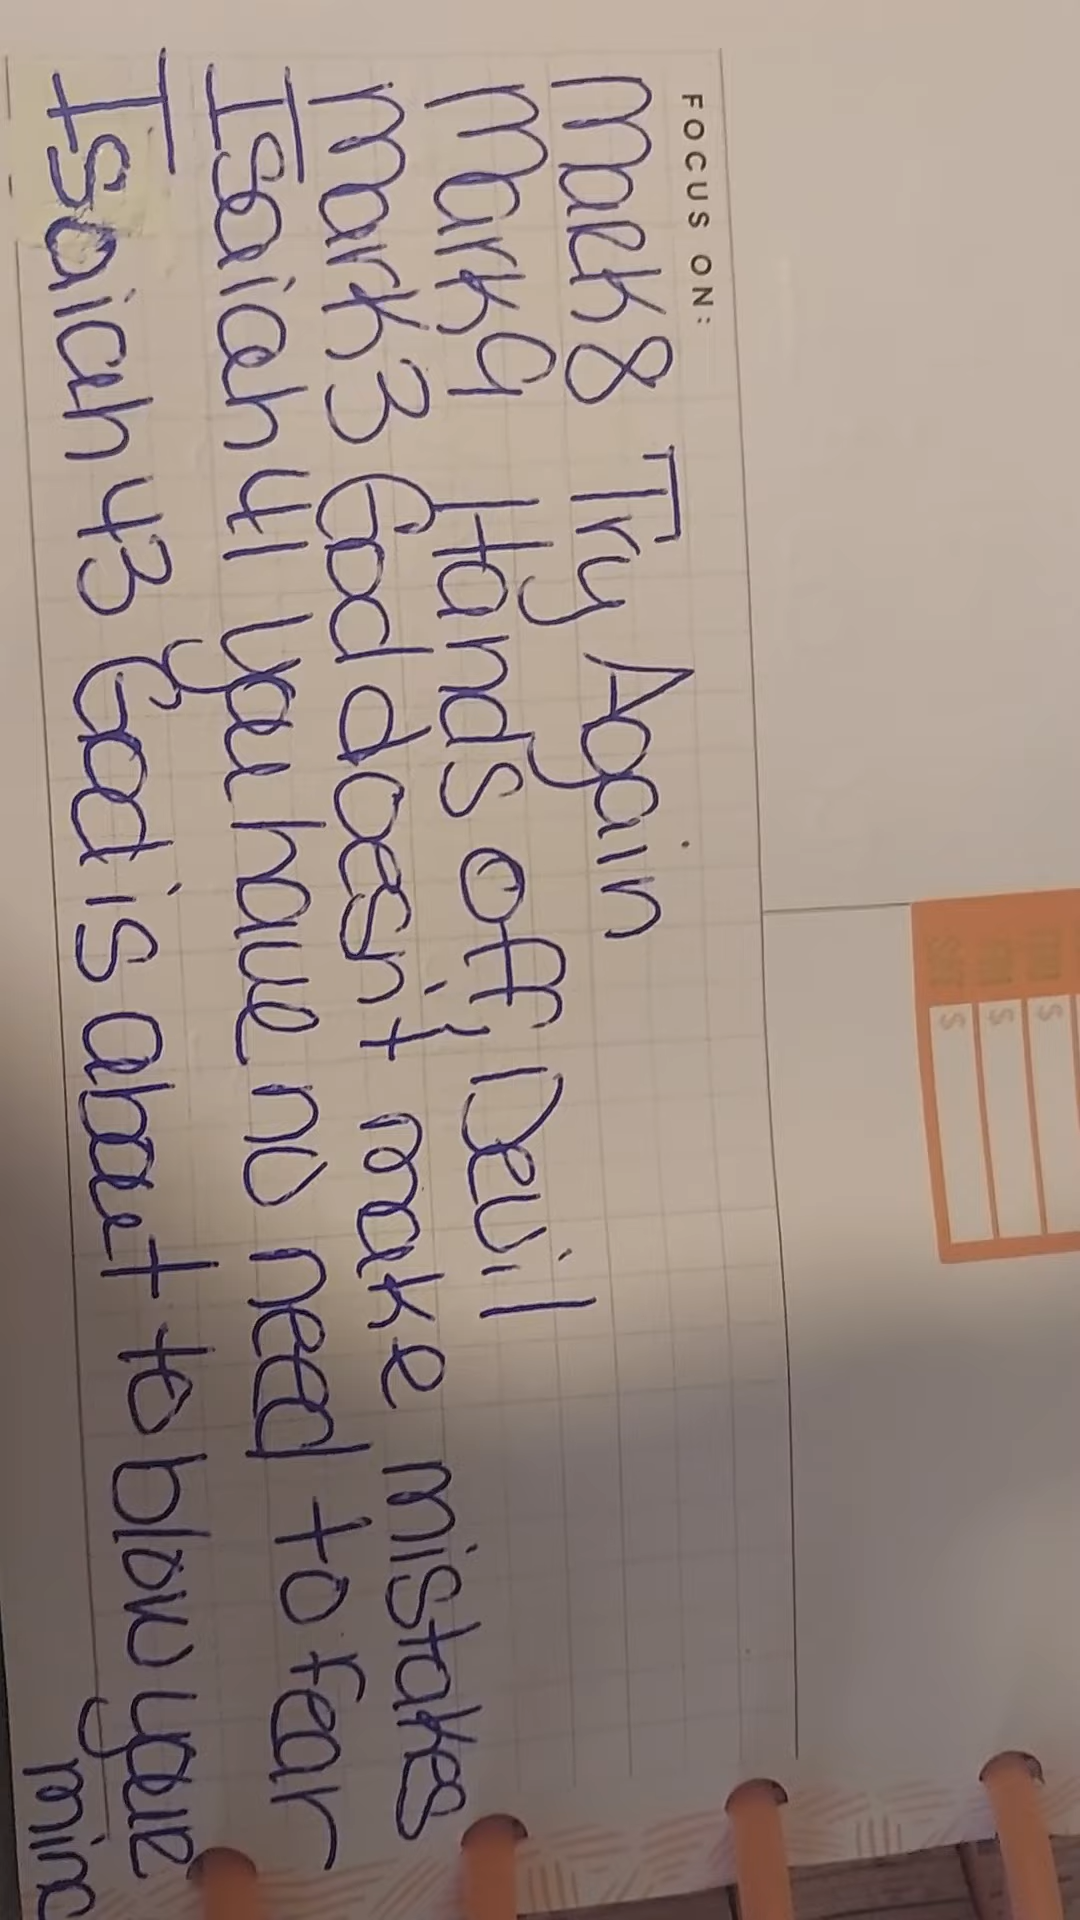 FOCUS ON:
Mark 8 Try Again
Mark 9 Hands off, Devil
Mark 3 God doesn't make mistakes
Isaiah 41 you have no need to fear
Isaiah 43 God is about to blow your
mind